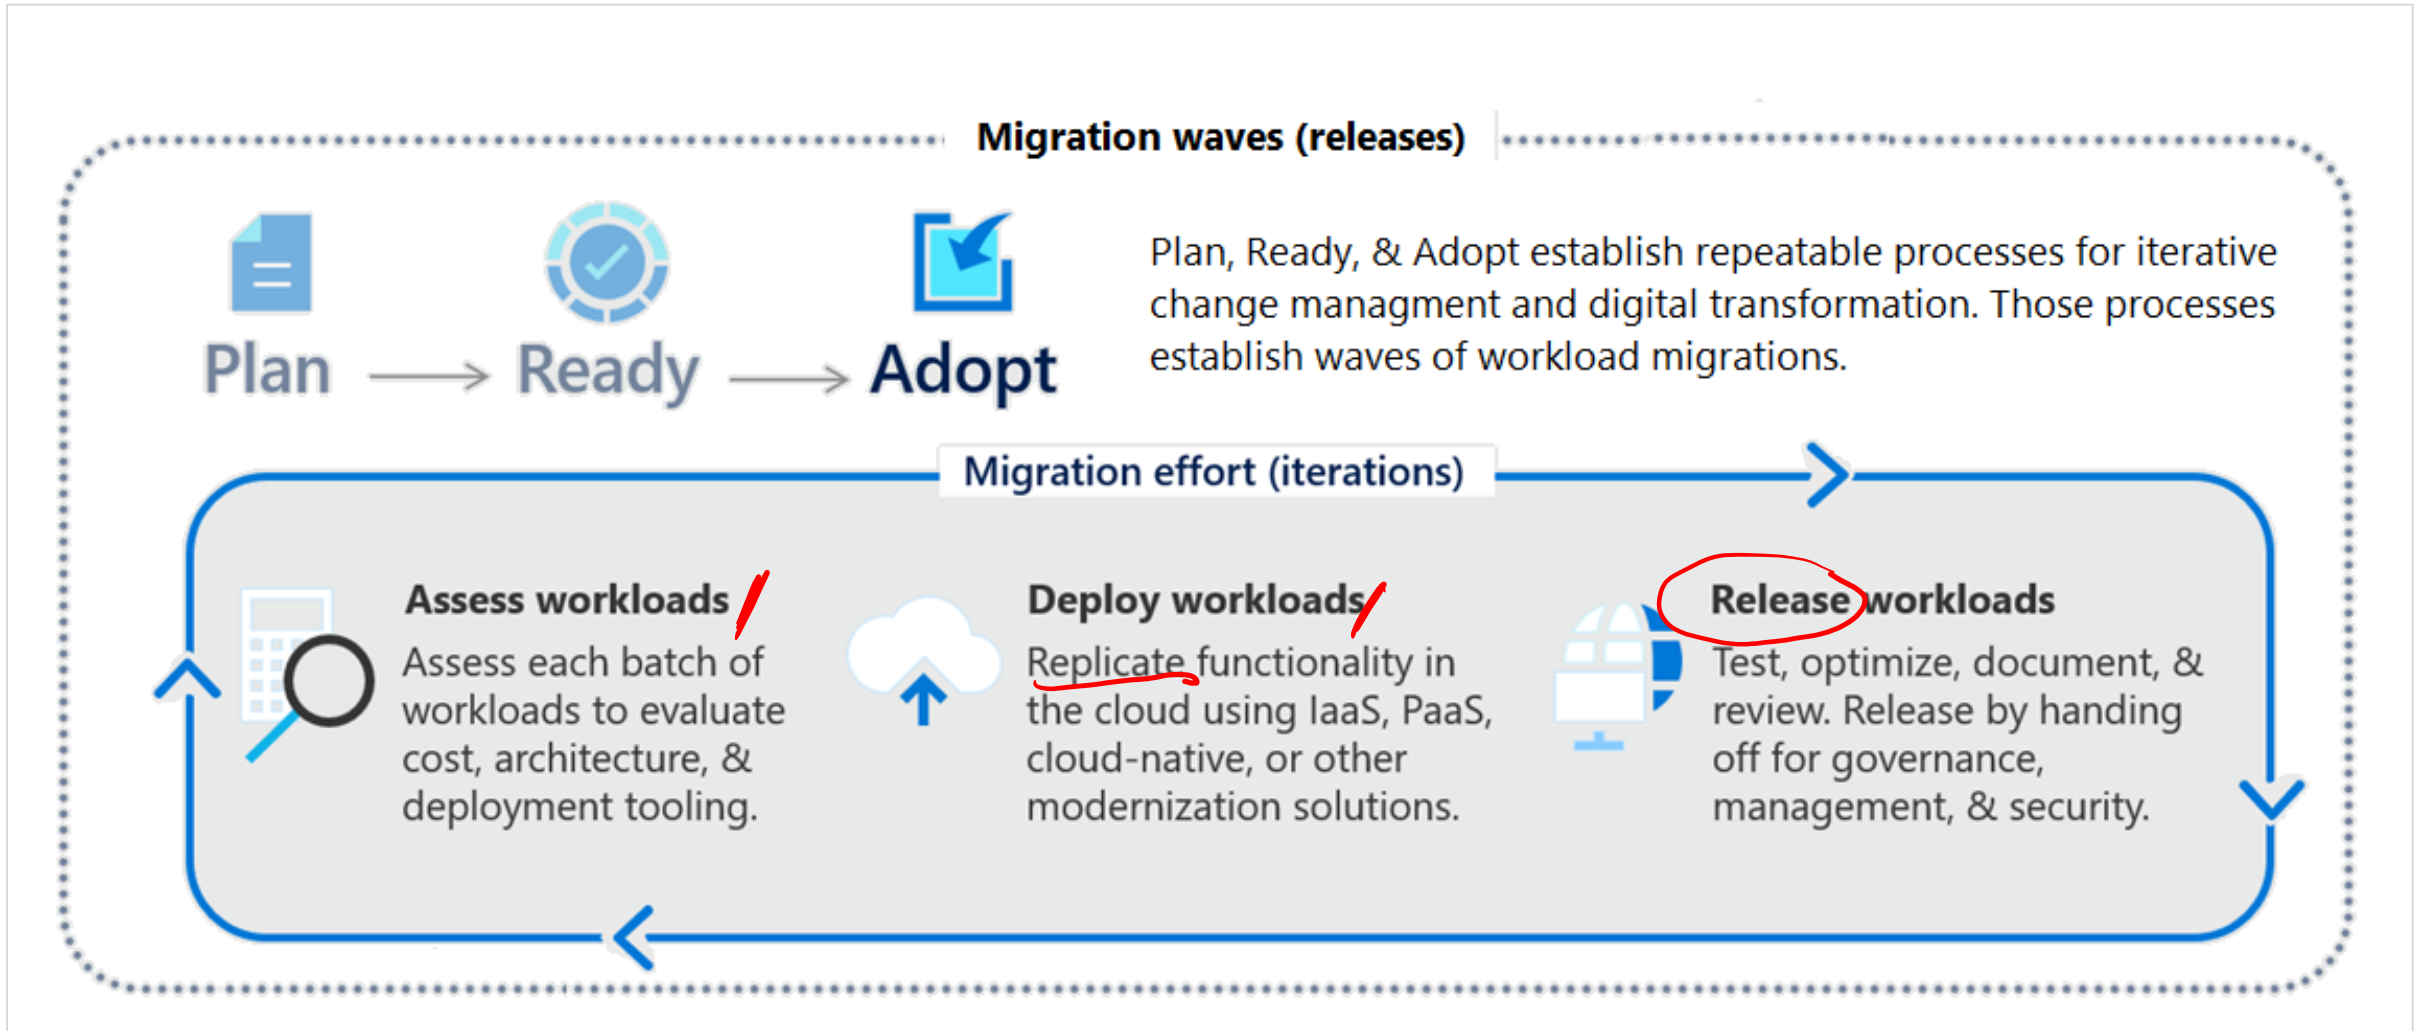 Migration waves (releases)
Plan
Ready
Adopt
Plan, Ready, & Adopt establish repeatable processes for iterative
change managment and digital transformation. Those processes
establish waves of workload migrations.
Migration effort (iterations)
Assess workloads
Assess each batch of
workloads to evaluate
cost, architecture, &
deployment tooling.
Deploy workloads
Replicate functionality in
the cloud using IaaS, PaaS,
cloud-native, or other
modernization solutions.
Release workloads
Test, optimize, document, &
review. Release by handing
off for governance,
management, & security.